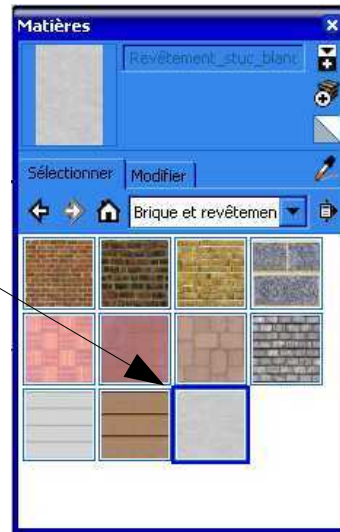 Matières
Revêtement_stuc_blanc
Sélectionner
Modifier
Brique et revêtemen